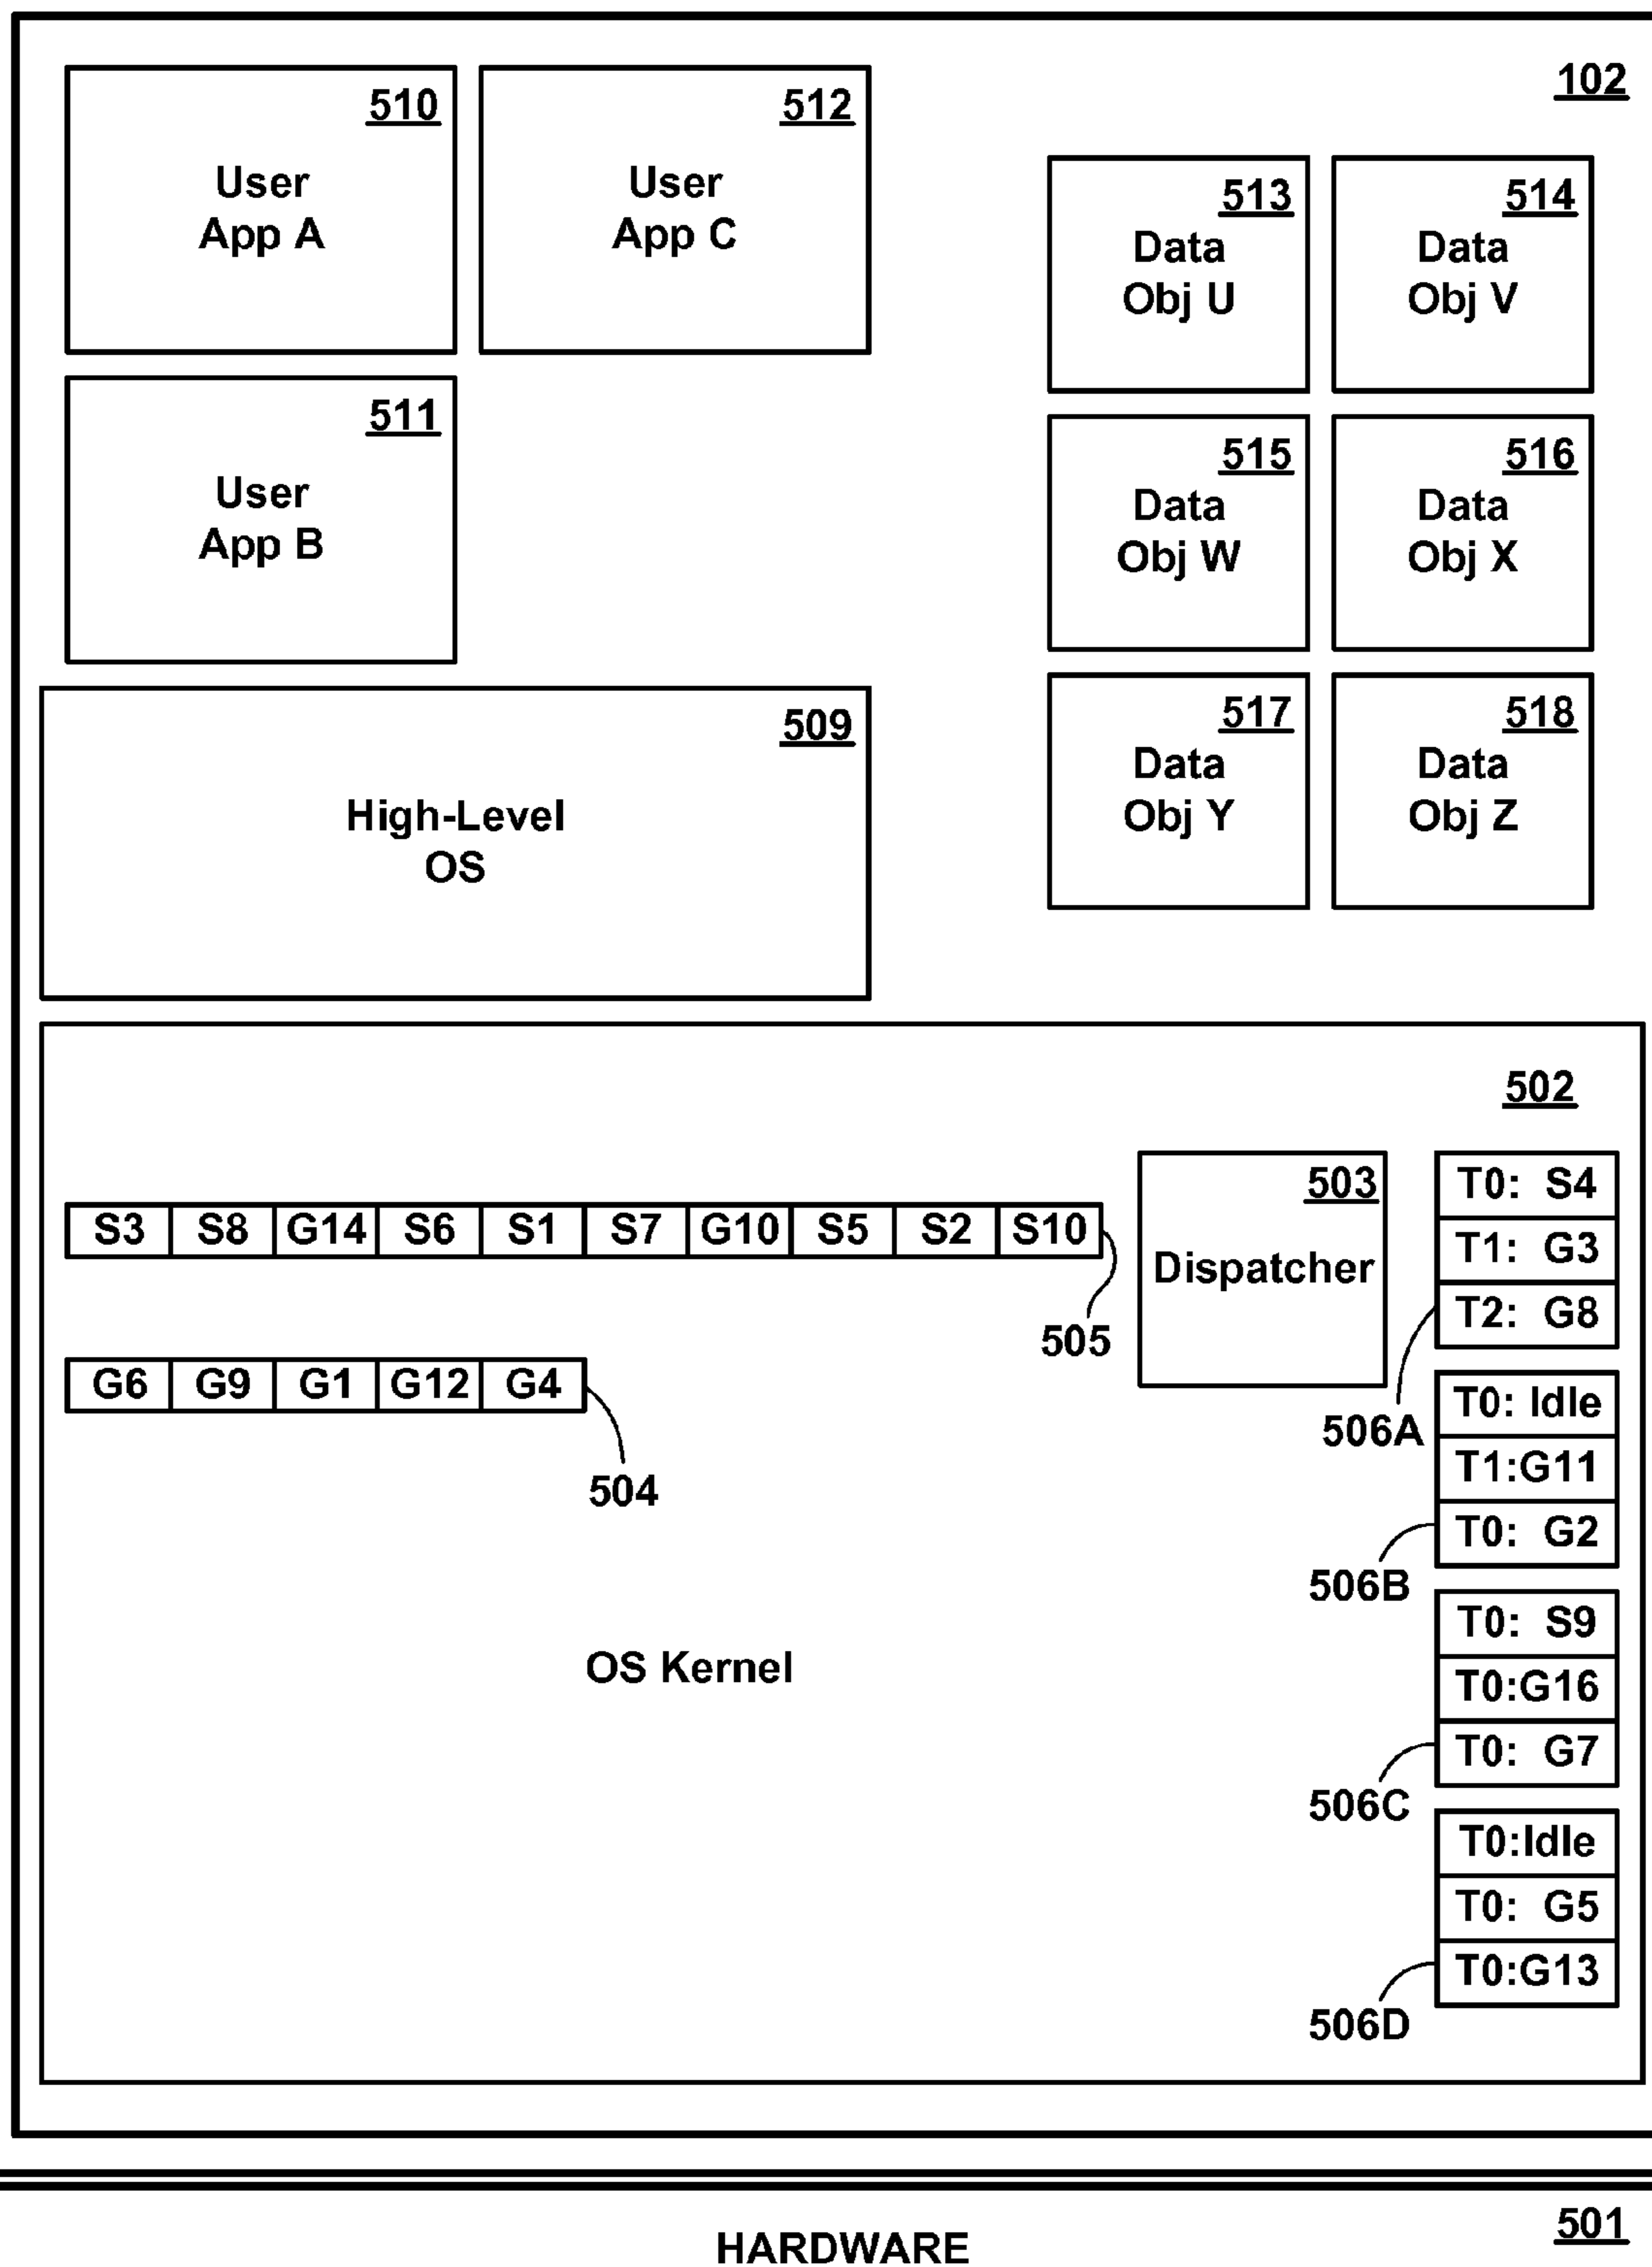 102
510
User
App A
512
User
App C
513
Data
Obj U
514
Data
Obj V
511
User
App B
515
Data
Obj W
516
Data
Obj X
509
High-Level
OS
517
Data
Obj Y
518
Data
Obj Z
502
S3 S8 G14 S6 S1 S7 G10 S5 S2 S10
505
503
Dispatcher
T0: S4
T1: G3
T2: G8
506A
G6 G9 G1 G12 G4
504
T0: Idle
T1:G11
T0: G2
506B
OS Kernel
T0: S9
T0:G16
T0: G7
506C
T0:Idle
T0: G5
T0:G13
506D
501
HARDWARE